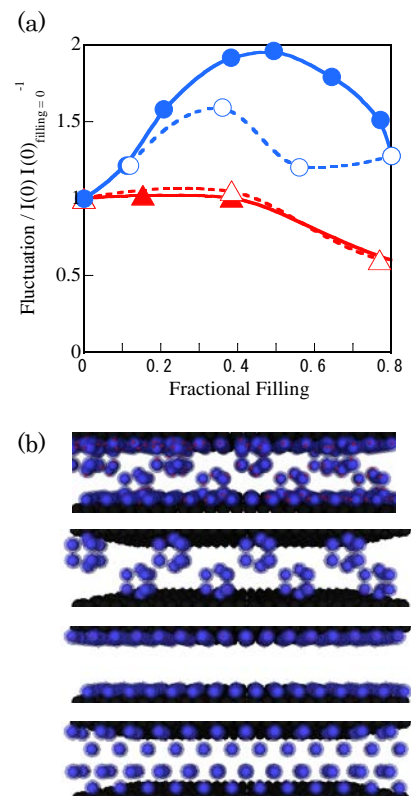 (a)
2
1.5
1
0.5
0
0 0.2 0.4 0.6 0.8
Fluctuation / I(0) I(0)filling = 0 -1
Fractional Filling
(b)